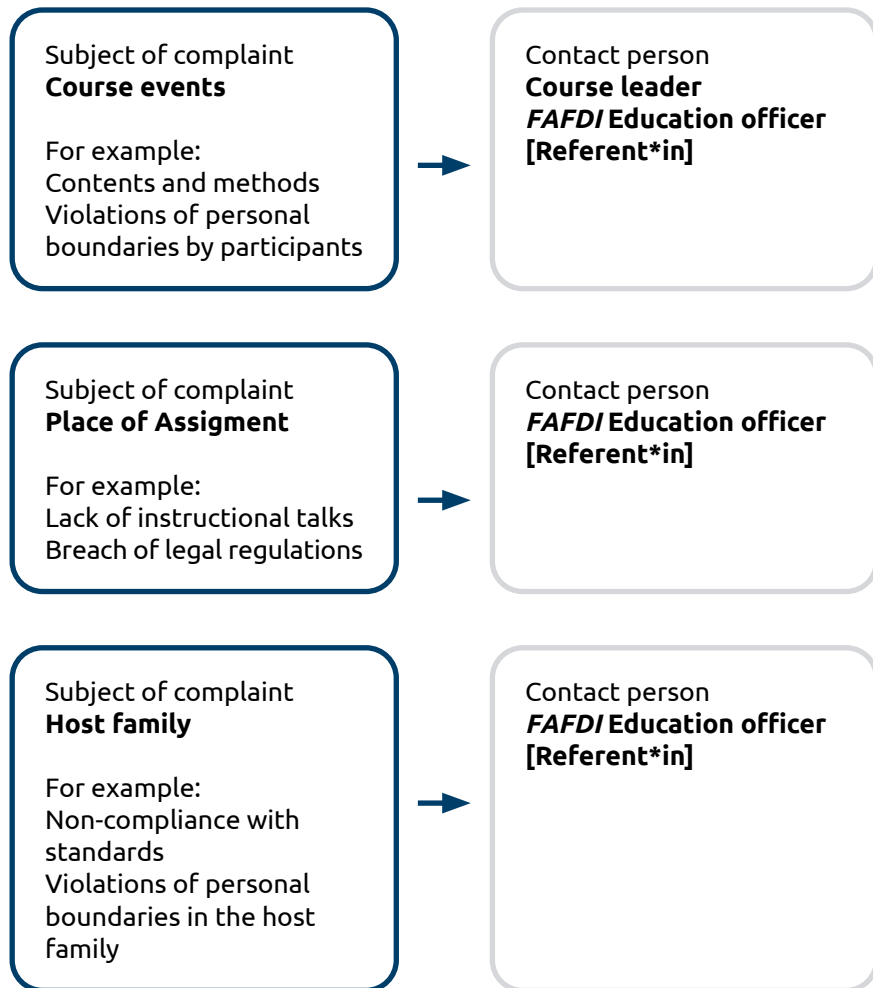 Subject of complaint
Course events
For example:
Contents and methods
Violations of personal
boundaries by participants
Contact person
Course leader
FAFDI Education officer
[Referent*in]
Subject of complaint
Place of Assigment
For example:
Lack of instructional talks
Breach of legal regulations
Contact person
FAFDI Education officer
[Referent*in]
Subject of complaint
Host family
For example:
Non-compliance with
standards
Violations of personal
boundaries in the host
family
Contact person
FAFDI Education officer
[Referent*in]